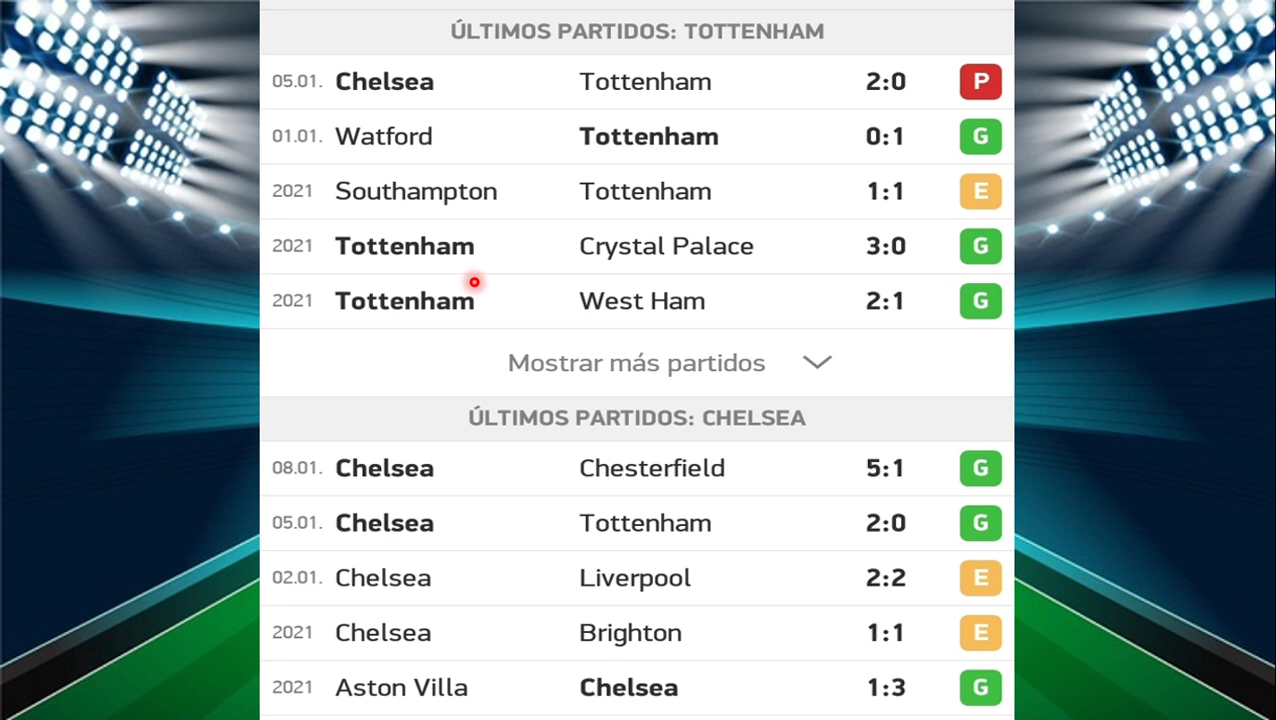 ÚLTIMOS PARTIDOS: TOTTENHAM
05.01. Chelsea Tottenham 2:0 P
01.01. Watford Tottenham 0:1 G
2021 Southampton Tottenham 1:1 E
2021 Tottenham Crystal Palace 3:0 G
2021 Tottenham West Ham 2:1 G
Mostrar más partidos
ÚLTIMOS PARTIDOS: CHELSEA
08.01. Chelsea Chesterfield 5:1 G
05.01. Chelsea Tottenham 2:0 G
02.01. Chelsea Liverpool 2:2 E
2021 Chelsea Brighton 1:1 E
2021 Aston Villa Chelsea 1:3 G